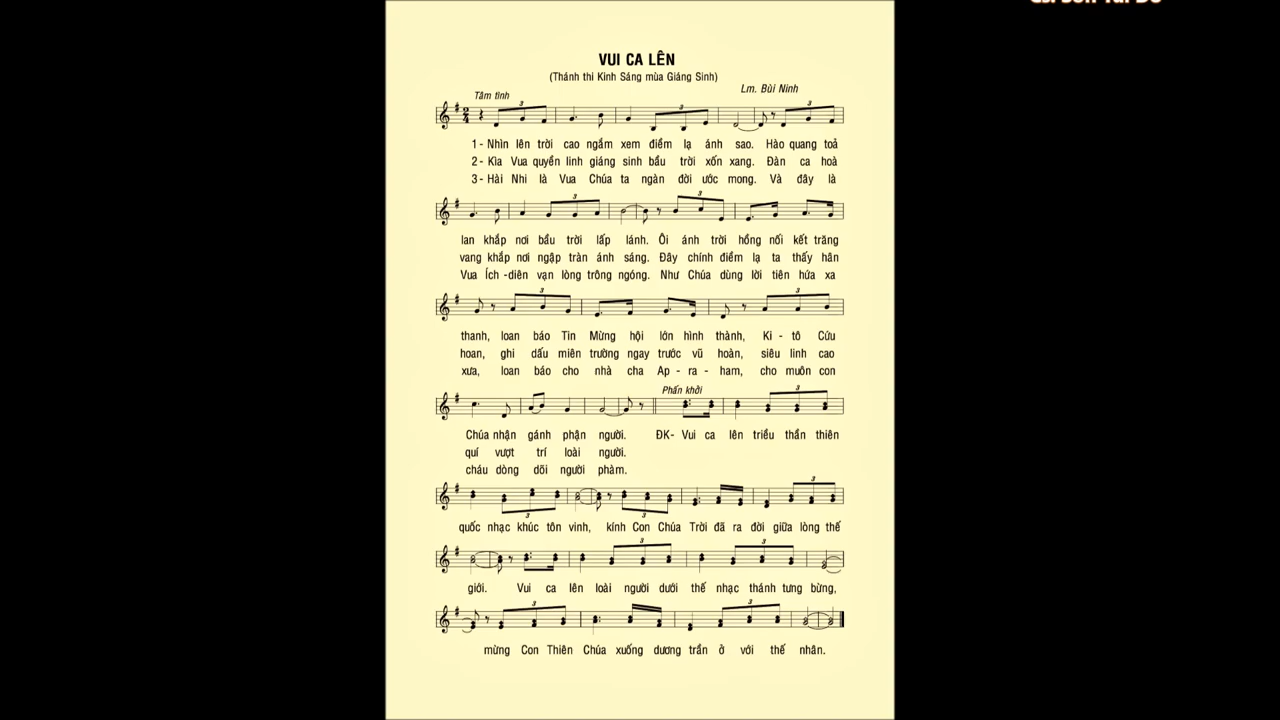 VUI CA LÊN
(Thánh thi Kinh Sáng mùa Giáng Sinh)
Lm. Bùi Ninh
Tâm tình
1- Nhìn lên trời cao ngắm xem điềm lạ ánh sao. Hào quang toả
2- Kìa Vua quyền linh giáng sinh bầu trời xốn xang. Đàn ca hoà
3- Hài Nhi là Vua Chúa ta ngàn đời ước mong. Và đây là
lan khắp nơi bầu trời lấp lánh. Ôi ánh trời hồng nối kết trăng
vang khắp nơi ngập tràn ánh sáng. Đây chính điềm lạ ta thấy hân
Vua Ích-diên vạn lòng trông ngóng. Như Chúa dùng lời tiên hứa xa
thanh, loan báo Tin Mừng hội lớn hình thành, Ki - tô Cứu
hoan, ghi dấu miên trường ngay trước vũ hoàn, siêu linh cao
xưa, loan báo cho nhà cha Ap - ra - ham, cho muôn con
Phấn khởi
Chúa nhận gánh phận người. ĐK- Vui ca lên triều thần thiên
quí vượt trí loài người.
cháu dòng dõi người phàm.
quốc nhạc khúc tôn vinh, kính Con Chúa Trời đã ra đời giữa lòng thế
giới. Vui ca lên loài người dưới thế nhạc thánh tưng bừng,
mừng Con Thiên Chúa xuống dương trần ở với thế nhân.